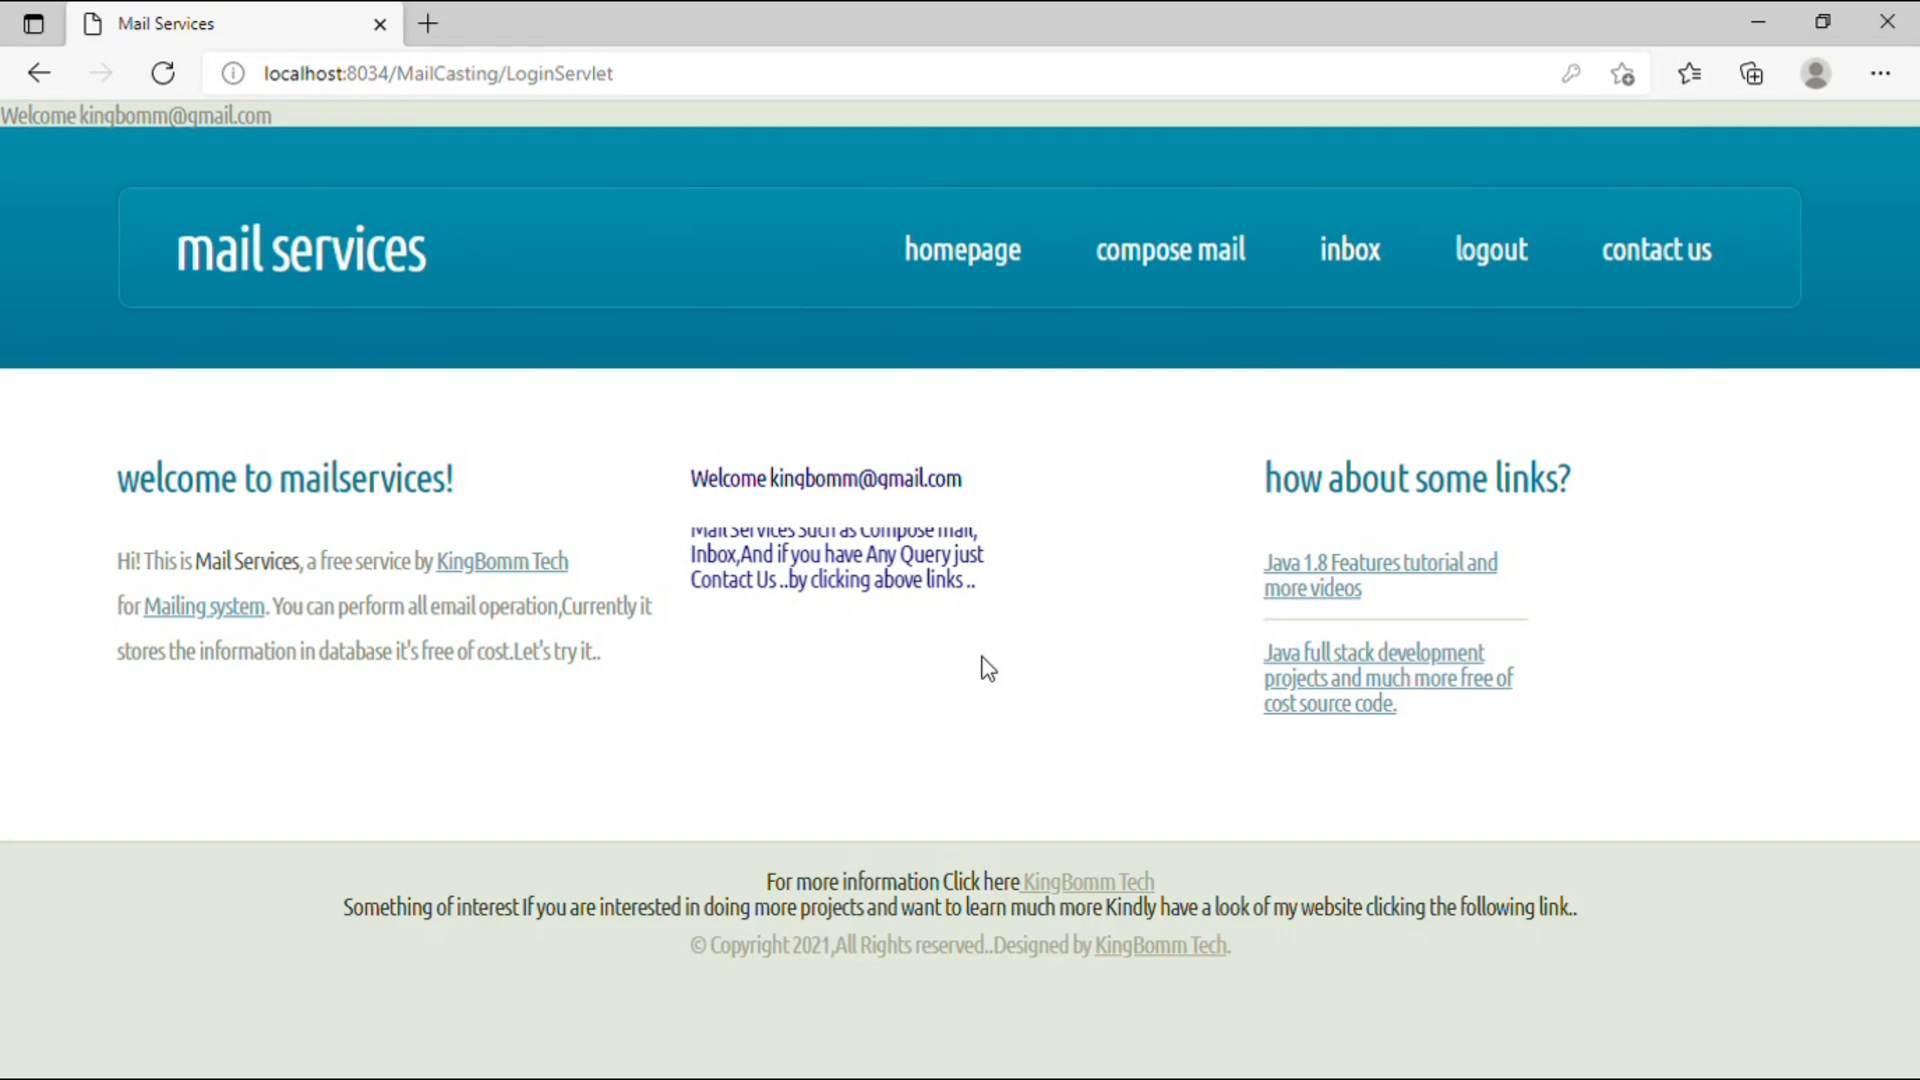 Mail Services
localhost:8034/MailCasting/LoginServlet
Welcome kingbomm@gmail.com
mail services
homepage
compose mail
inbox
logout
contact us
welcome to mailservices!
Hi! This is Mail Services, a free service by KingBomm Tech
for Mailing system. You can perform all email operation,Currently it
stores the information in database it's free of cost.Let's try it..
Welcome kingbomm@gmail.com
Mail Services Such as Compose mail,
Inbox,And if you have Any Query just
Contact Us ..by clicking above links ..
how about some links?
Java 1.8 Features tutorial and
more videos
Java full stack development
projects and much more free of
cost source code.
For more information Click here KingBomm Tech
Something of interest If you are interested in doing more projects and want to learn much more Kindly have a look of my website clicking the following link..
© Copyright 2021,All Rights reserved..Designed by KingBomm Tech.